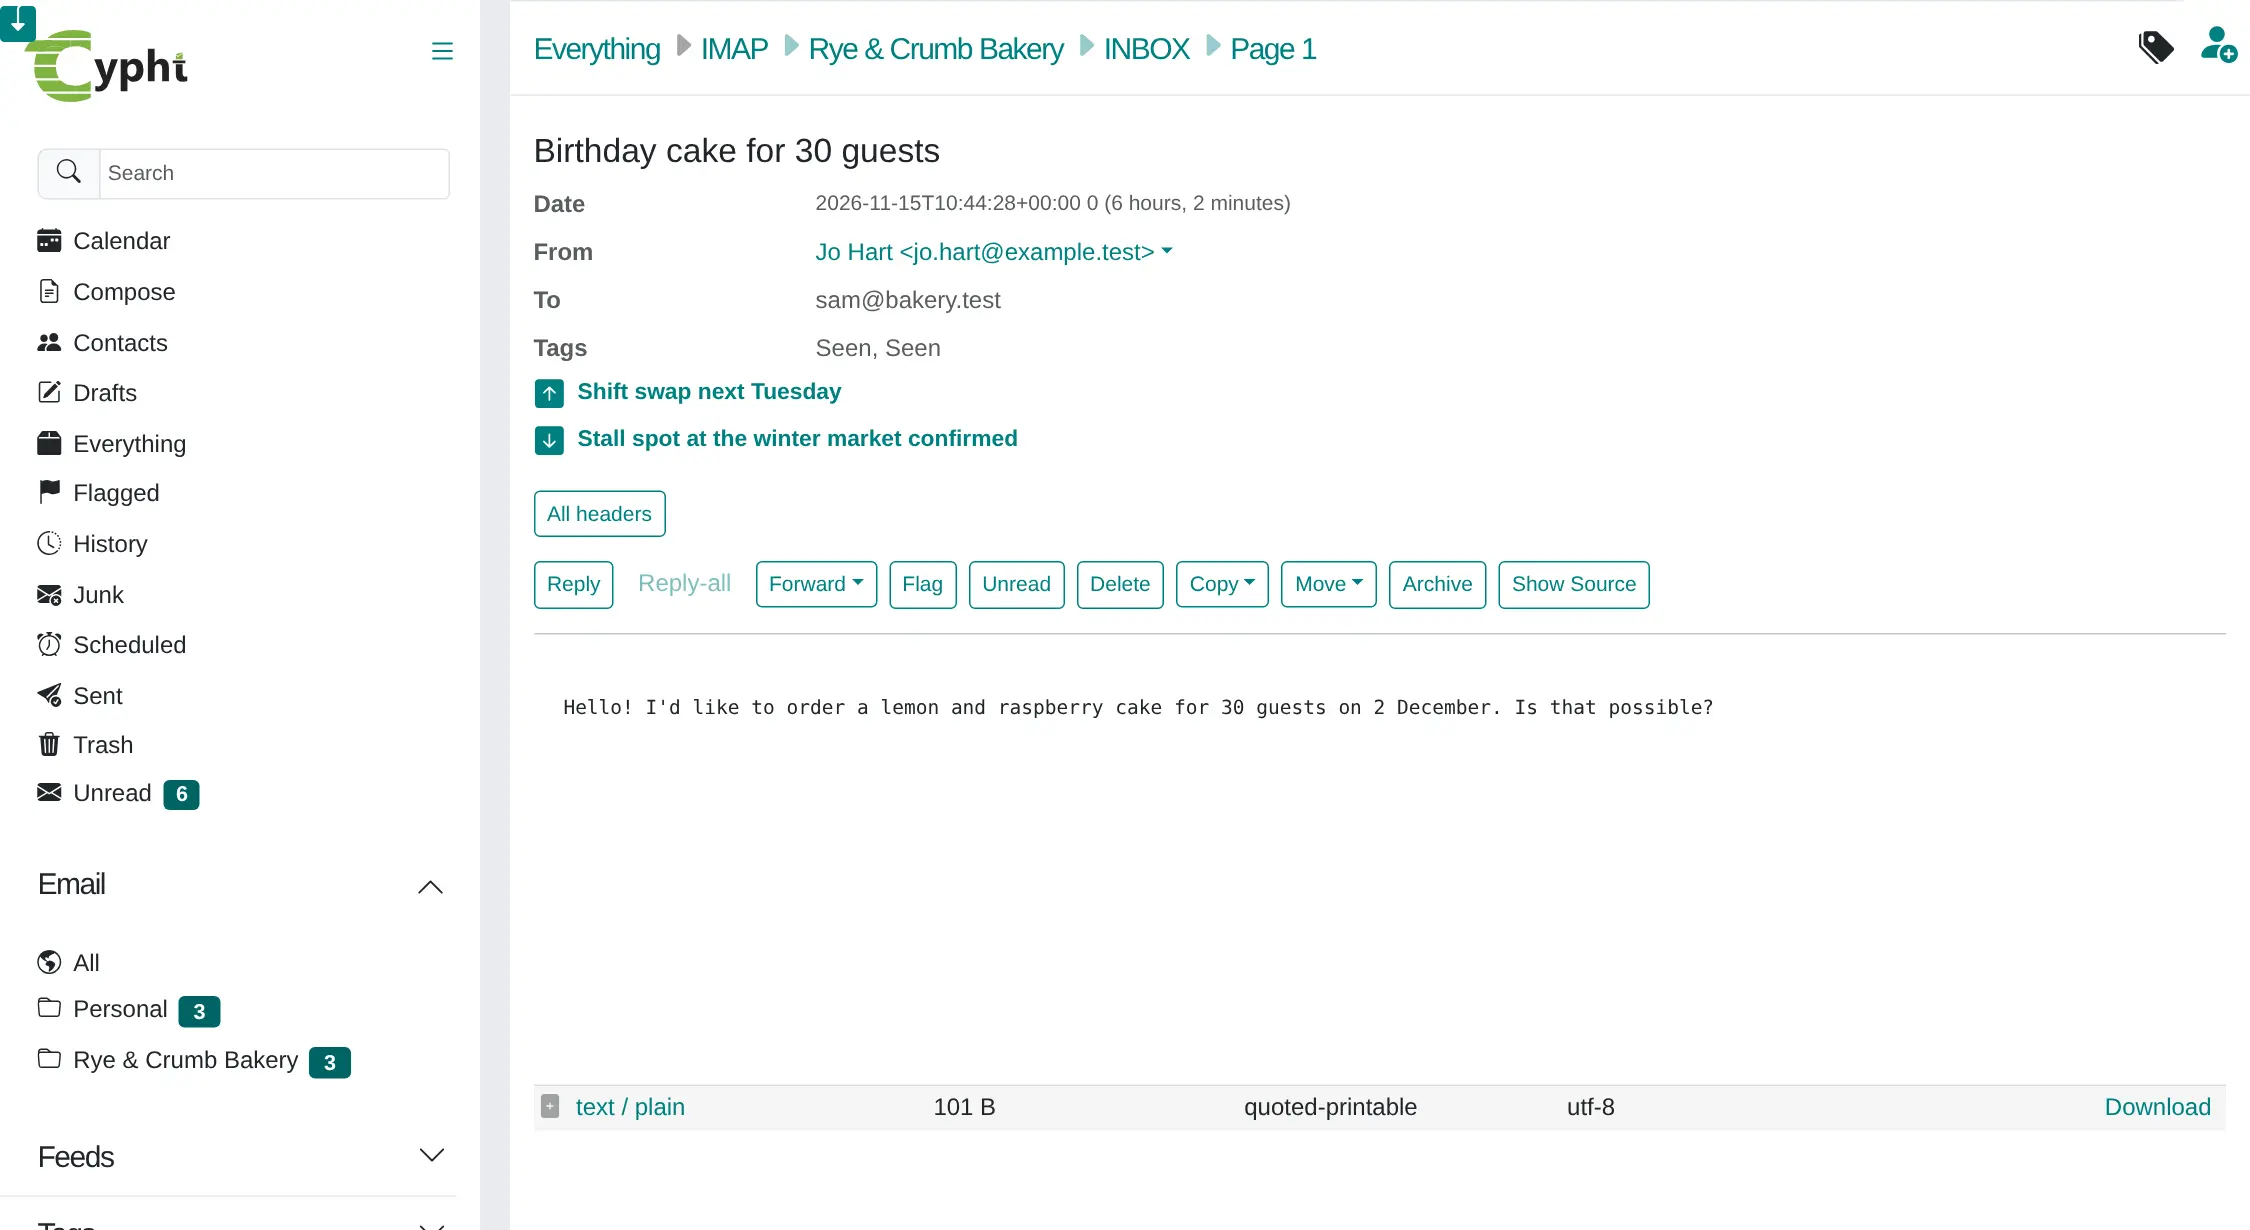 Cypht
Search
Calendar
Compose
Contacts
Drafts
Everything
Flagged
History
Junk
Scheduled
Sent
Trash
Unread 6
Email
All
Personal 3
Rye & Crumb Bakery 3
Feeds
Tags
Everything IMAP Rye & Crumb Bakery INBOX Page 1
Birthday cake for 30 guests
Date 2026-11-15T10:44:28+00:00 0 (6 hours, 2 minutes)
From Jo Hart <jo.hart@example.test>
To sam@bakery.test
Tags Seen, Seen
Shift swap next Tuesday
Stall spot at the winter market confirmed
All headers
Reply Reply-all Forward Flag Unread Delete Copy Move Archive Show Source
Hello! I'd like to order a lemon and raspberry cake for 30 guests on 2 December. Is that possible?
text / plain 101 B quoted-printable utf-8 Download